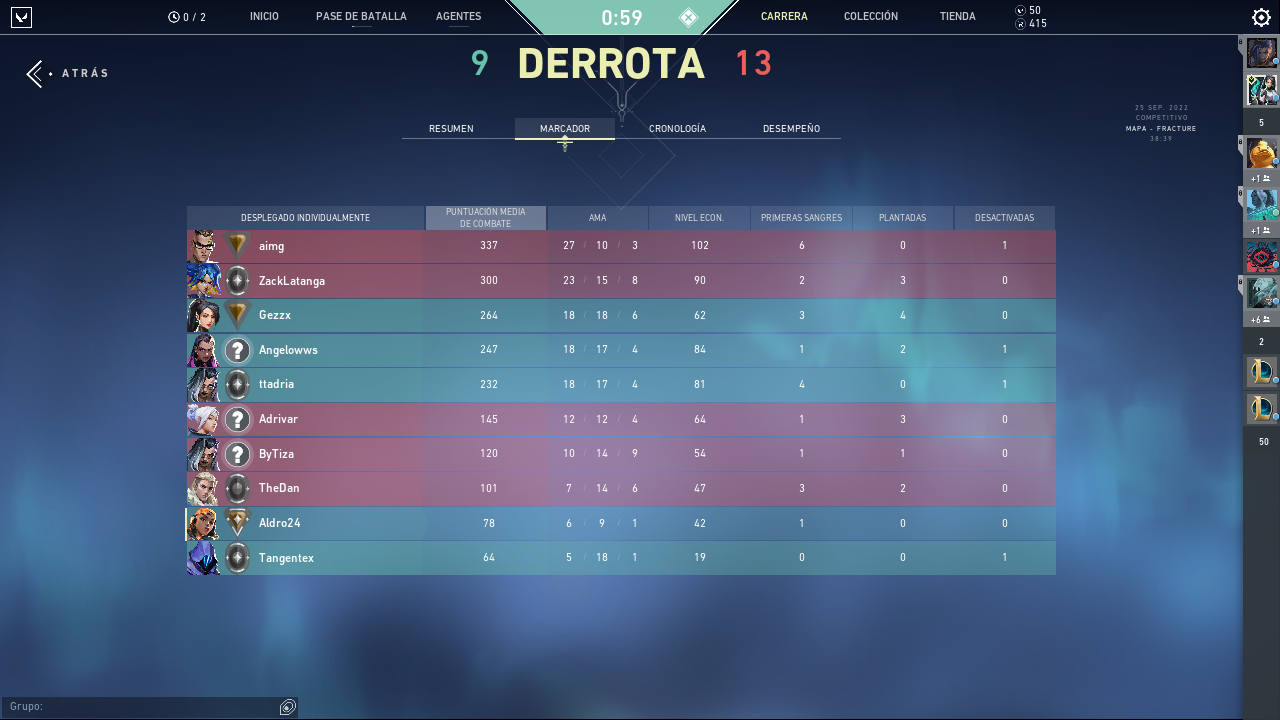 0 / 2 INICIO PASE DE BATALLA AGENTES 0:59 CARRERA COLECCIÓN TIENDA 50
415
9 DERROTA 13
ATRÁS
25 SEP. 2022
COMPETITIVO
MAPA - FRACTURE
38:39
RESUMEN MARCADOR CRONOLOGÍA DESEMPEÑO
DESPLEGADO INDIVIDUALMENTE PUNTUACIÓN MEDIA DE COMBATE AMA NIVEL ECON. PRIMERAS SANGRES PLANTADAS DESACTIVADAS
aimg 337 27 / 10 / 3 102 6 0 1
ZackLatanga 300 23 / 15 / 8 90 2 3 0
Gezzx 264 18 / 18 / 6 62 3 4 0
Angelowws 247 18 / 17 / 4 84 1 2 1
ttadria 232 18 / 17 / 4 81 4 0 1
Adrivar 145 12 / 12 / 4 64 1 3 0
ByTiza 120 10 / 14 / 9 54 1 1 0
TheDan 101 7 / 14 / 6 47 3 2 0
Aldro24 78 6 / 9 / 1 42 1 0 0
Tangentex 64 5 / 18 / 1 19 0 0 1
5
+1
+1
+6
2
50
Grupo: